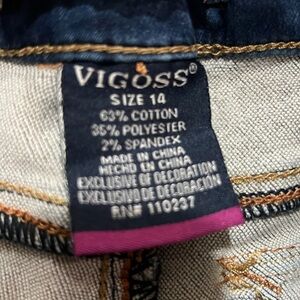 VIGOSS®
SIZE 14
63% COTTON
35% POLYESTER
2% SPANDEX
MADE IN CHINA
HECHO EN CHINA
EXCLUSIVE OF DECORATION
EXCLUSIVO DE DECORACION
RN# 110237